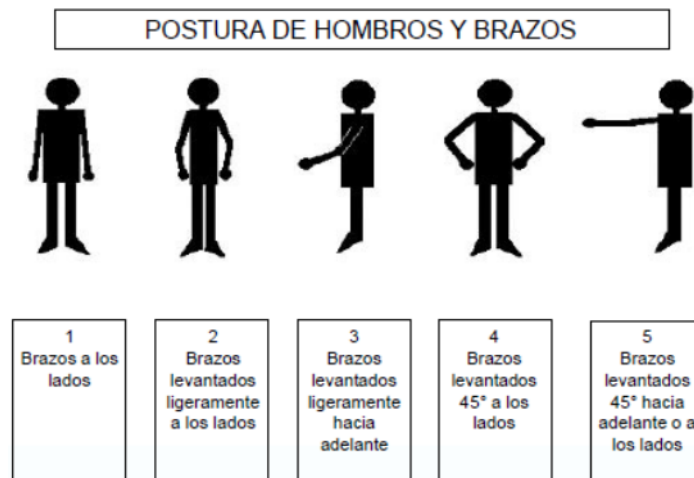 POSTURA DE HOMBROS Y BRAZOS
1
Brazos a los
lados
2
Brazos
levantados
ligeramente
a los lados
3
Brazos
levantados
ligeramente
hacia
adelante
4
Brazos
levantados
45° a los
lados
5
Brazos
levantados
45° hacia
adelante o a
los lados